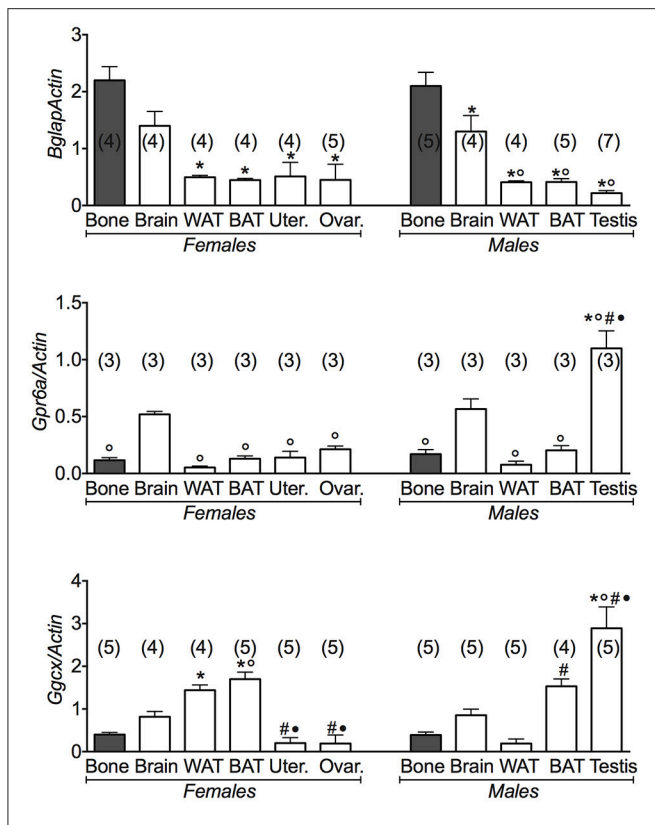 BglapActin
3
2
1
0
(4) (4) (4) (4) (4) (5) (5) (4) (4) (5) (7)
* * * * * *° *° *°
Bone Brain WAT BAT Uter. Ovar. Bone Brain WAT BAT Testis
Females Males
Gpr6a/Actin
1.5
1.0
0.5
0.0
*°#•
(3) (3) (3) (3) (3) (3) (3) (3) (3) (3) (3)
° ° ° ° ° ° ° °
Bone Brain WAT BAT Uter. Ovar. Bone Brain WAT BAT Testis
Females Males
Ggcx/Actin
4
3
2
1
0
*°#•
(5) (4) (4) (5) (5) (5) (5) (5) (5) (4) (5)
* *° #• #• #
Bone Brain WAT BAT Uter. Ovar. Bone Brain WAT BAT Testis
Females Males